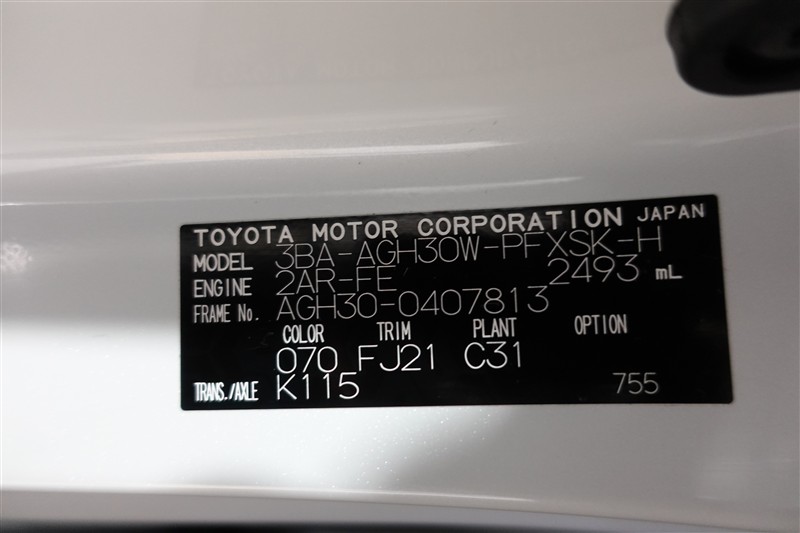 TOYOTA MOTOR CORPORATION JAPAN
MODEL 3BA-AGH30W-PFXSK-H
ENGINE 2AR-FE 2493 mL
FRAME No. AGH30-0407813
COLOR TRIM PLANT OPTION
070 FJ21 C31
TRANS./AXLE K115 755